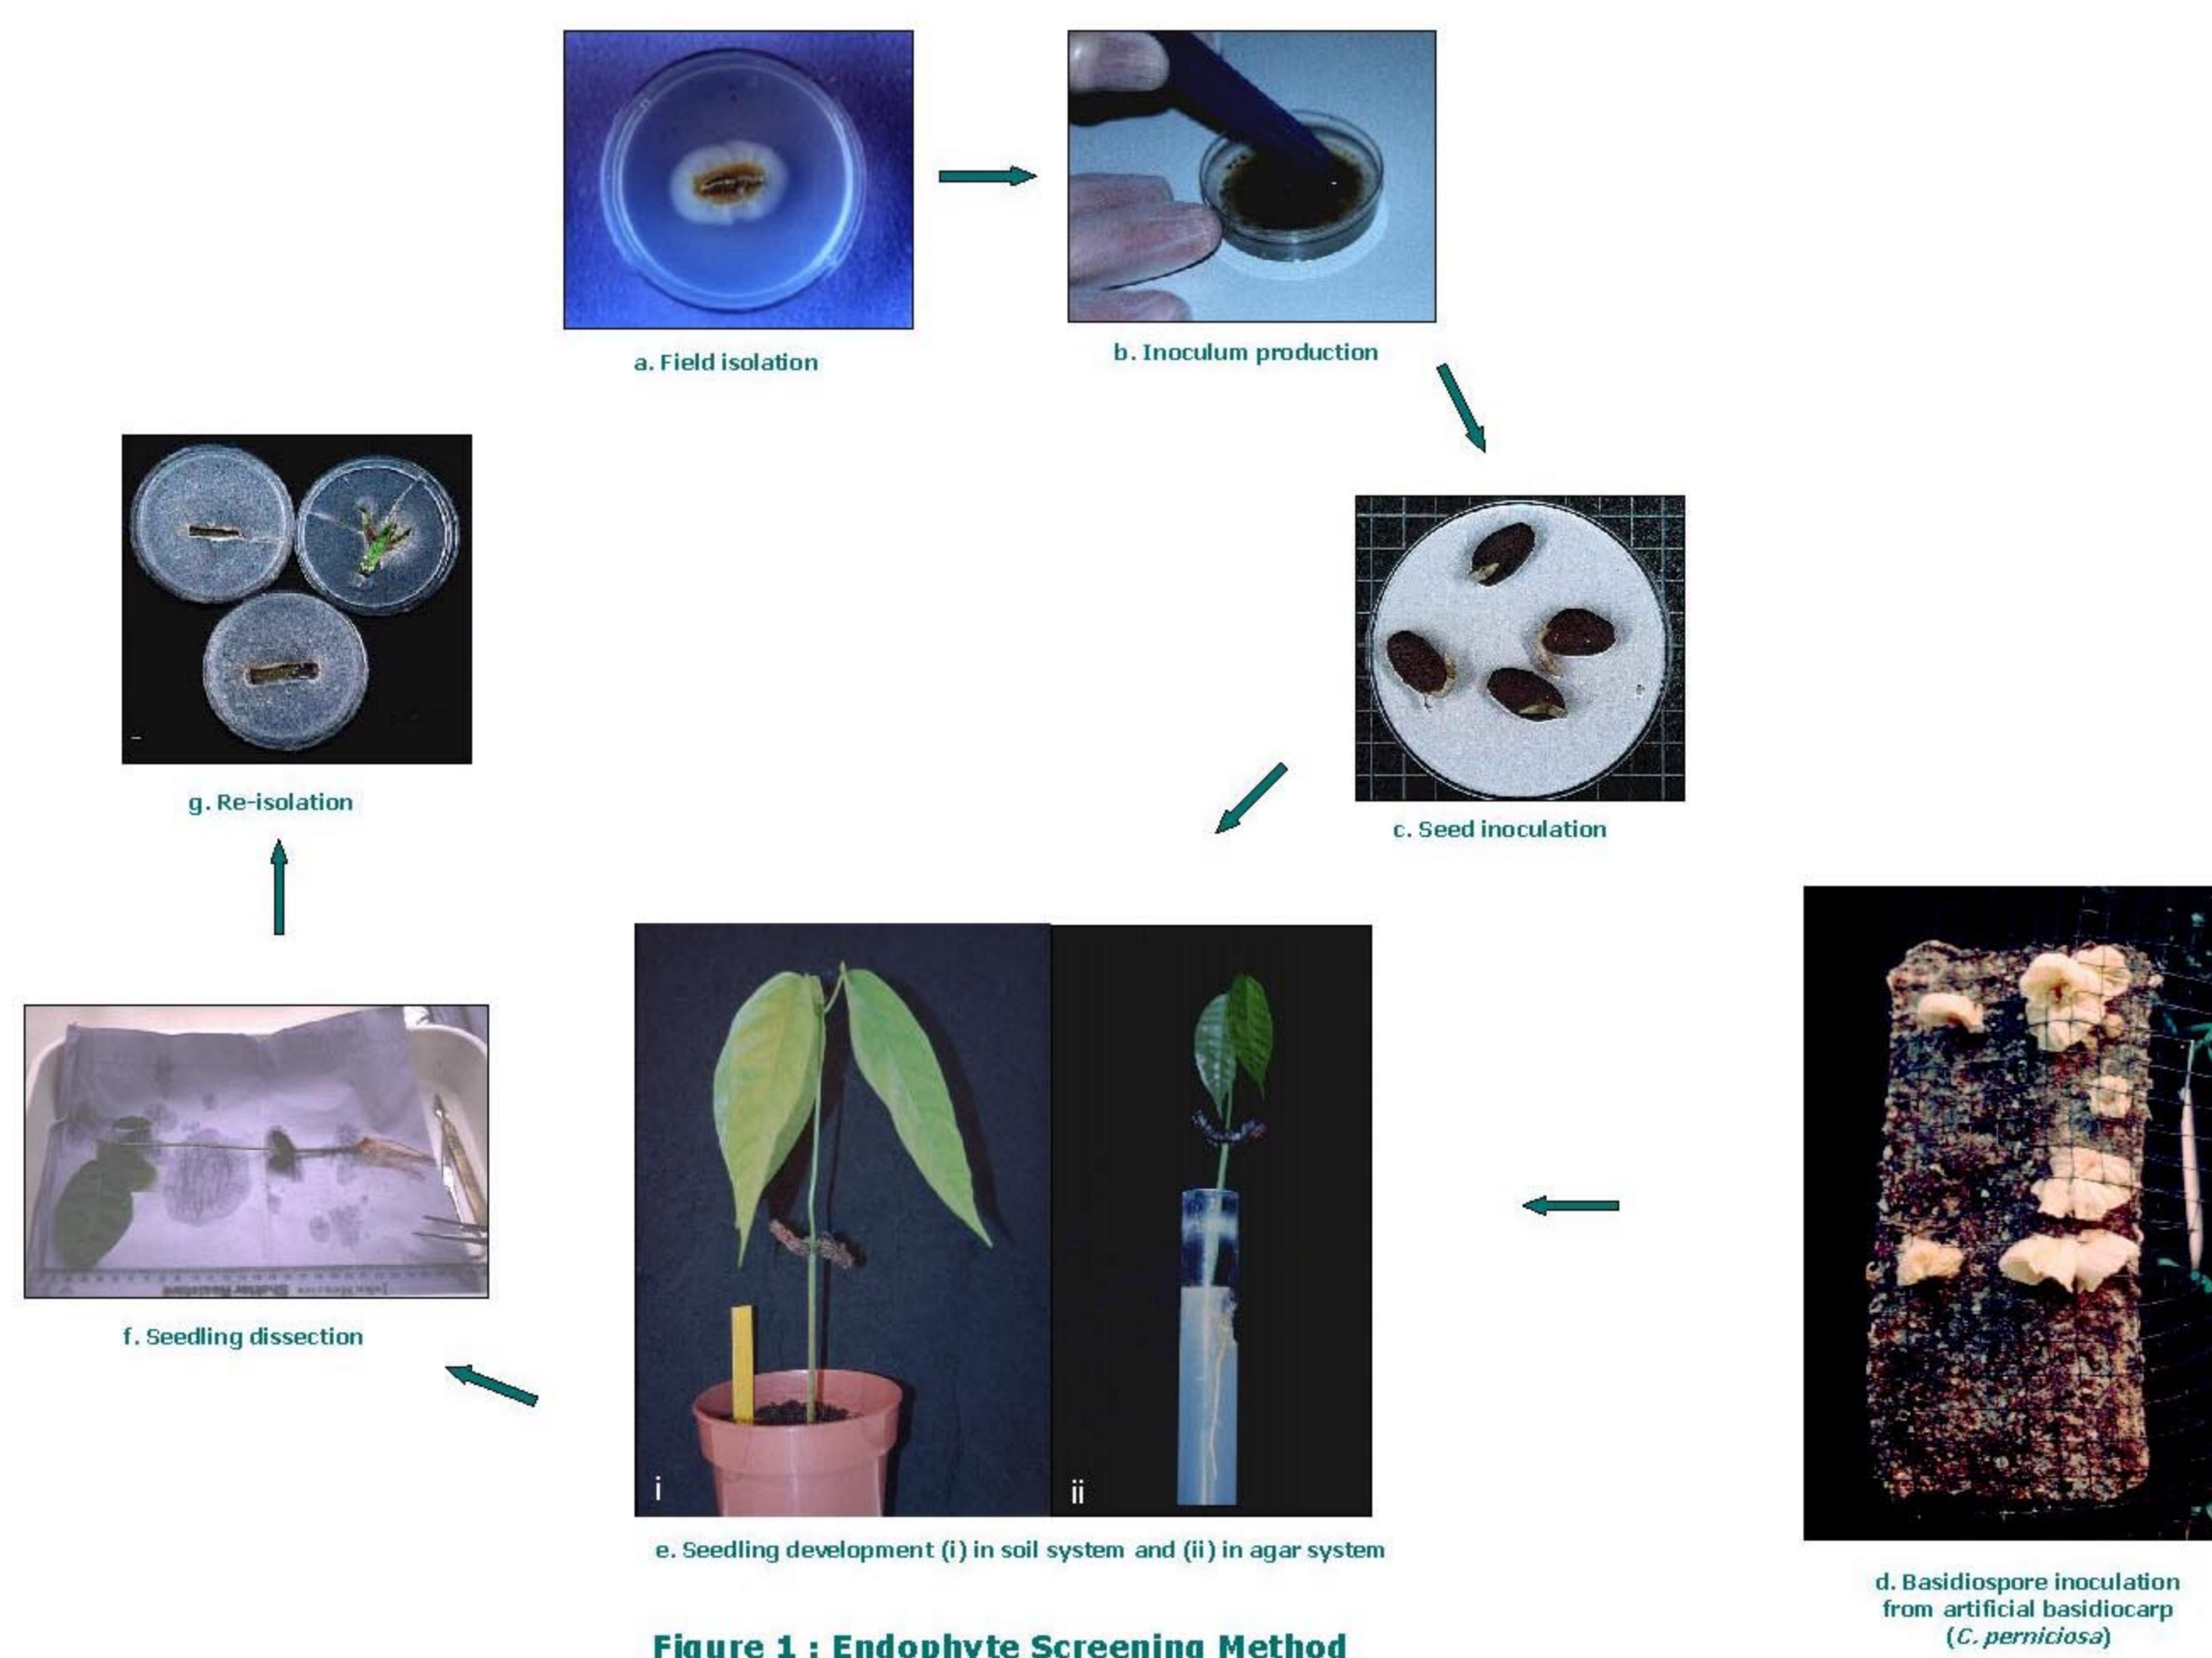 a. Field isolation
b. Inoculum production
g. Re-isolation
c. Seed inoculation
f. Seedling dissection
i
ii
e. Seedling development (i) in soil system and (ii) in agar system
d. Basidiospore inoculation
from artificial basidiocarp
(C. perniciosa)
Figure 1 : Endophyte Screening Method